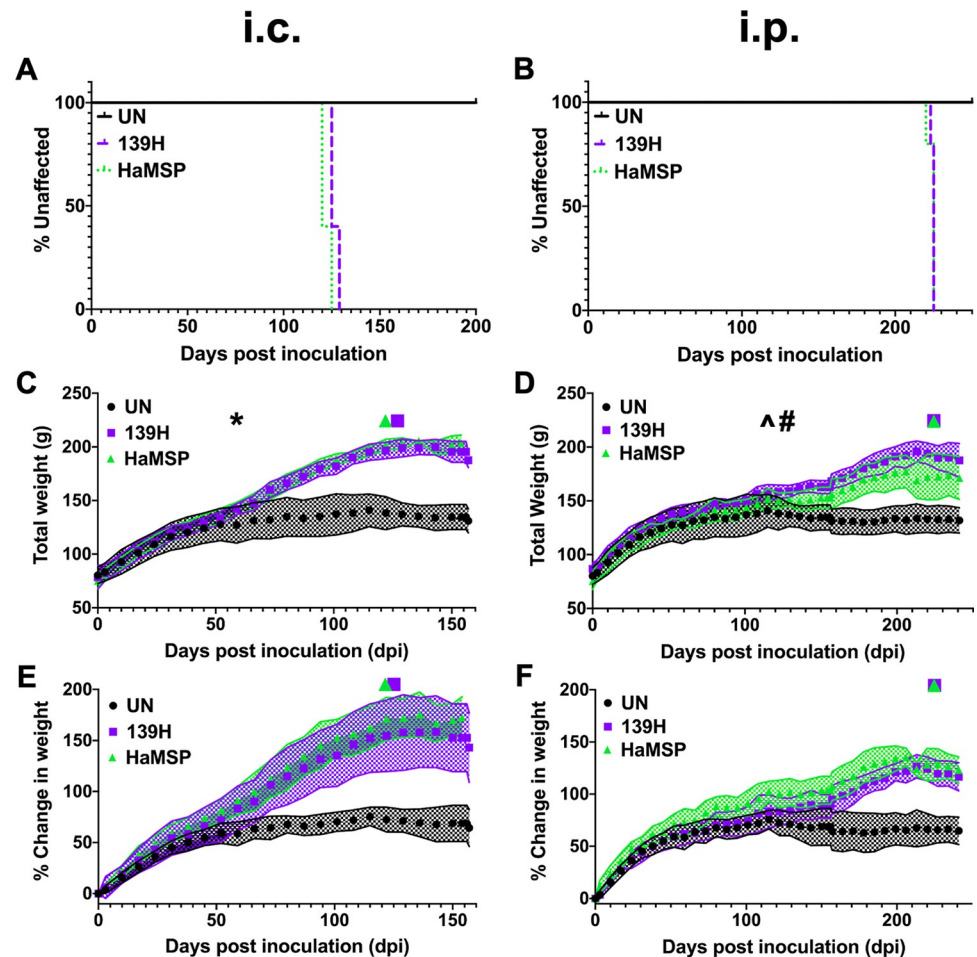 i.c.
i.p.
A
% Unaffected
100
50
0
UN
139H
HaMSP
0 50 100 150 200
Days post inoculation
B
% Unaffected
100
50
0
UN
139H
HaMSP
0 100 200
Days post inoculation
C
Total weight (g)
250
200
150
100
50
UN
139H
HaMSP
*
0 50 100 150
Days post inoculation (dpi)
D
Total Weight (g)
250
200
150
100
50
UN
139H
HaMSP
^#
0 100 200
Days post inoculation (dpi)
E
% Change in weight
200
150
100
50
0
UN
139H
HaMSP
0 50 100 150
Days post inoculation (dpi)
F
% Change in weight
200
150
100
50
0
UN
139H
HaMSP
0 100 200
Days post inoculation (dpi)